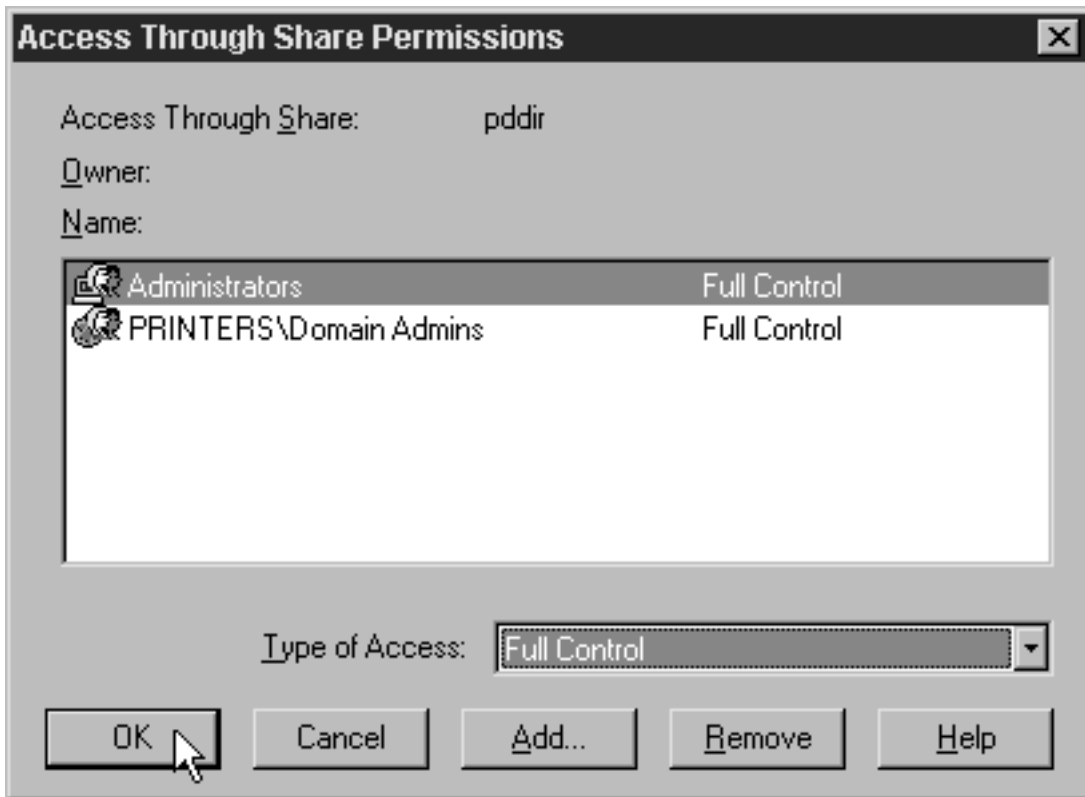 Access Through Share Permissions
Access Through Share: pddir
Owner:
Name:
Administrators Full Control
PRINTERS\Domain Admins Full Control
Type of Access: Full Control
OK Cancel Add... Remove Help